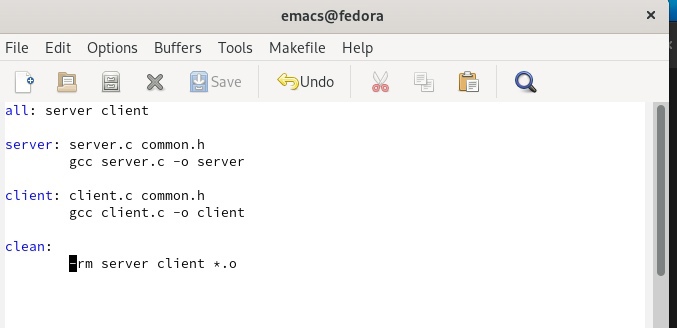 emacs@fedora
File Edit Options Buffers Tools Makefile Help
Save Undo
all: server client
server: server.c common.h
gcc server.c -o server
client: client.c common.h
gcc client.c -o client
clean:
-rm server client *.o